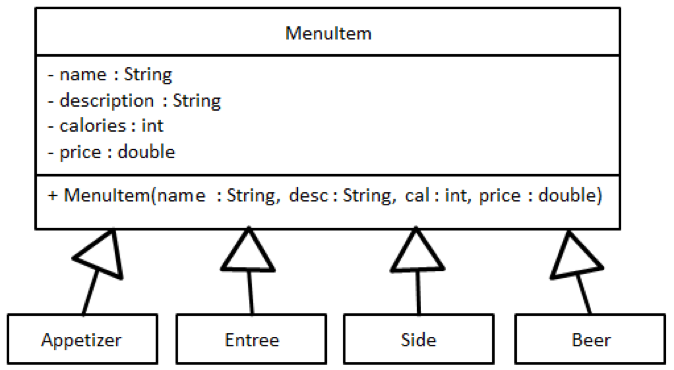 MenuItem
- name : String
- description : String
- calories : int
- price : double
+ MenuItem(name : String, desc : String, cal : int, price : double)
Appetizer
Entree
Side
Beer